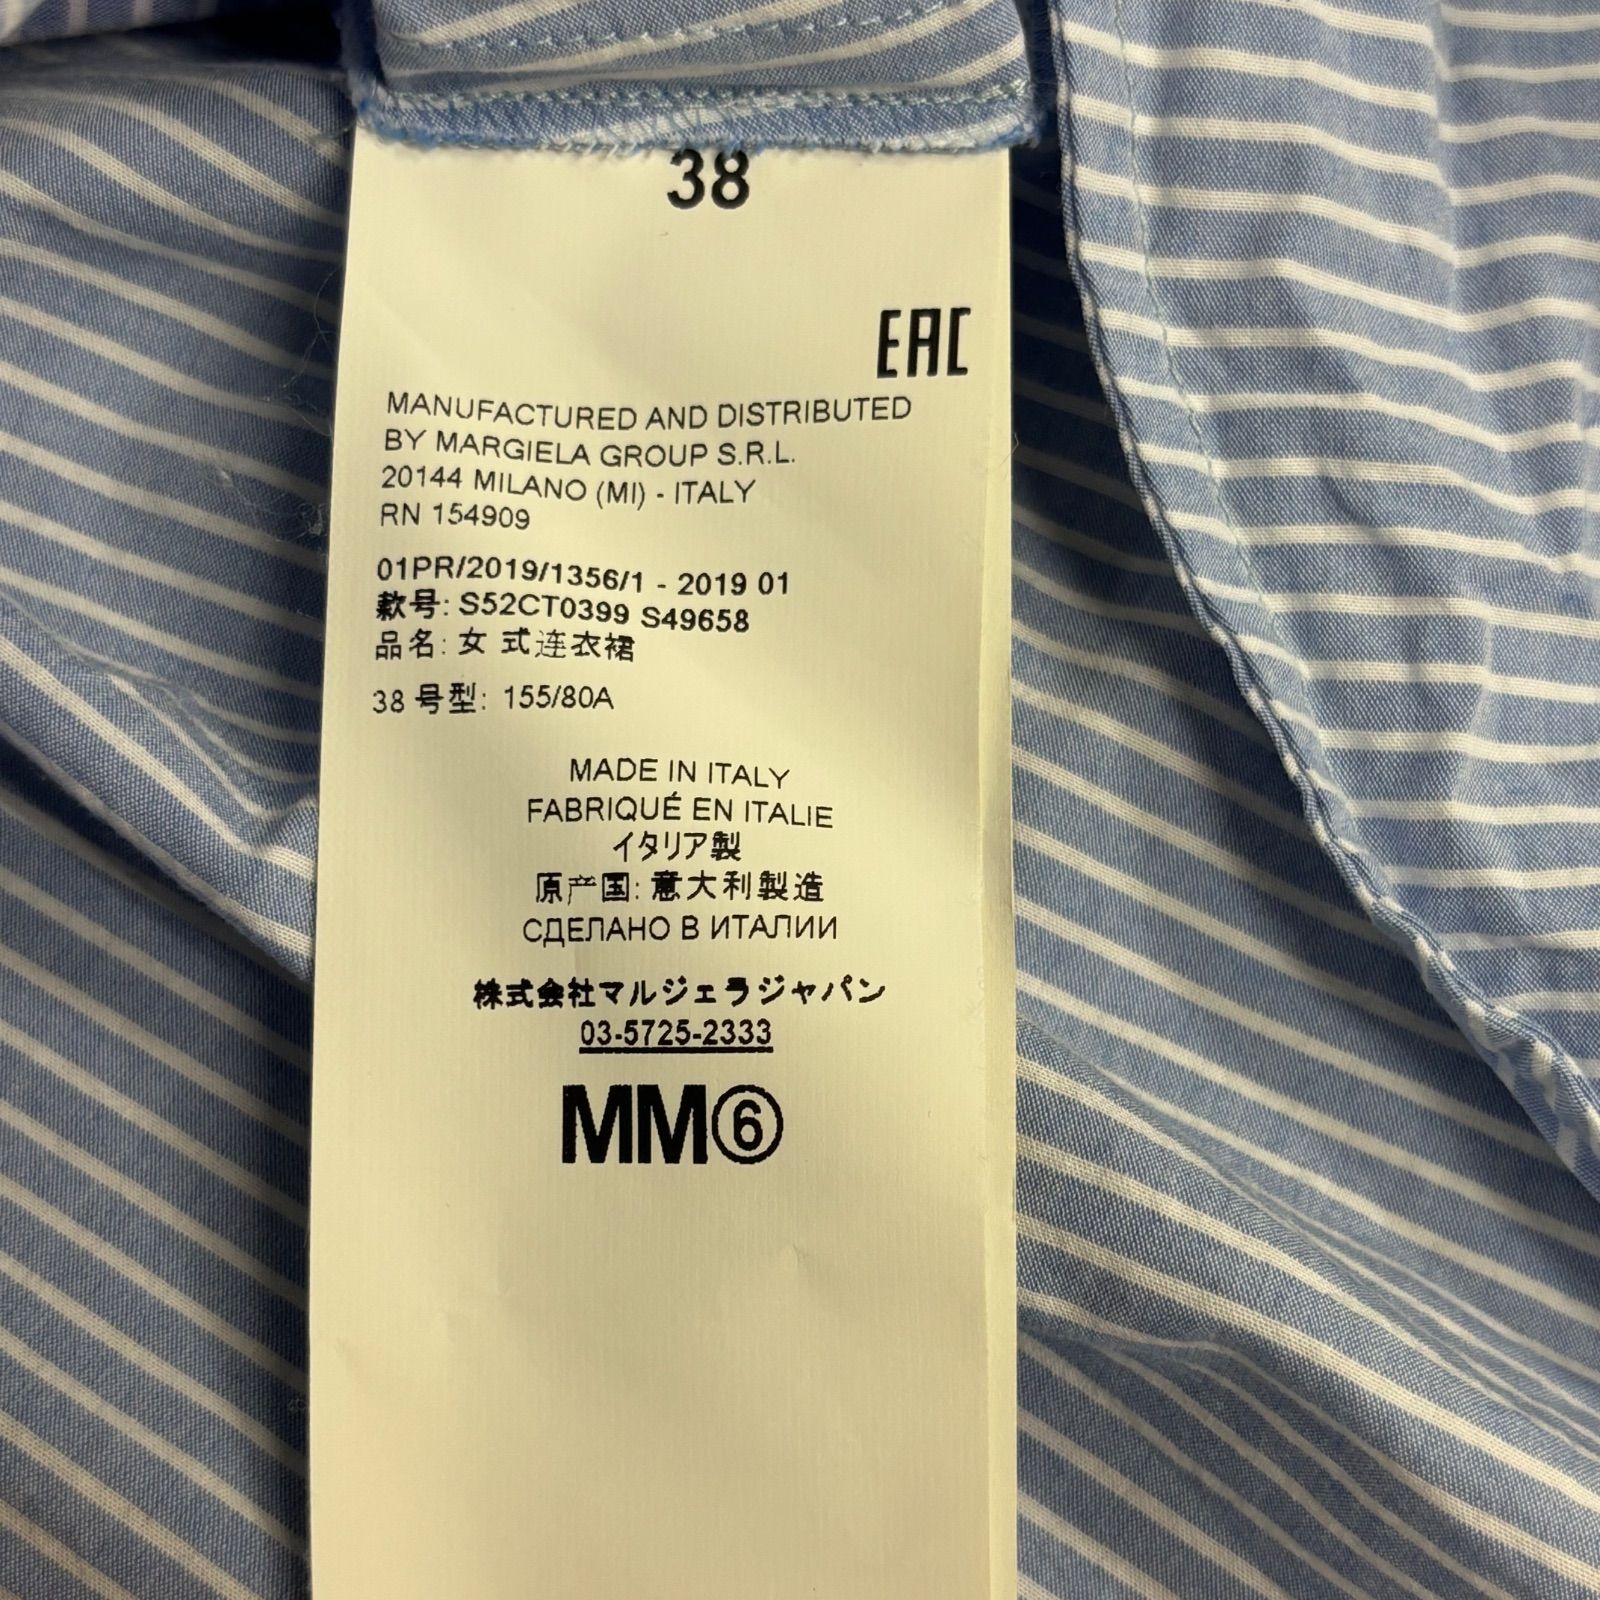 38
EAC
MANUFACTURED AND DISTRIBUTED
BY MARGIELA GROUP S.R.L.
20144 MILANO (MI) - ITALY
RN 154909
01PR/2019/1356/1 - 2019 01
款号: S52CT0399 S49658
品名: 女 式连衣裙
38 号型: 155/80A
MADE IN ITALY
FABRIQUÉ EN ITALIE
イタリア製
原产国: 意大利製造
СДЕЛАНО В ИТАЛИИ
株式会社マルジェラジャパン
03-5725-2333
MM⑥